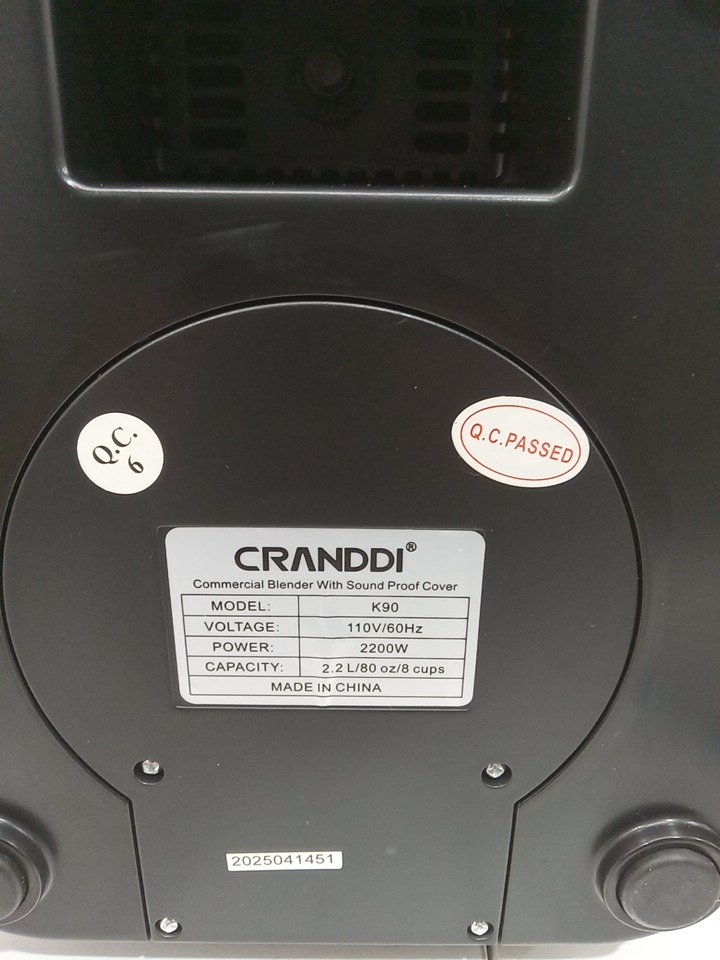 Q.C.
6
Q.C.PASSED
CRANDDI®
Commercial Blender With Sound Proof Cover
MODEL: K90
VOLTAGE: 110V/60Hz
POWER: 2200W
CAPACITY: 2.2 L/80 oz/8 cups
MADE IN CHINA
2025041451